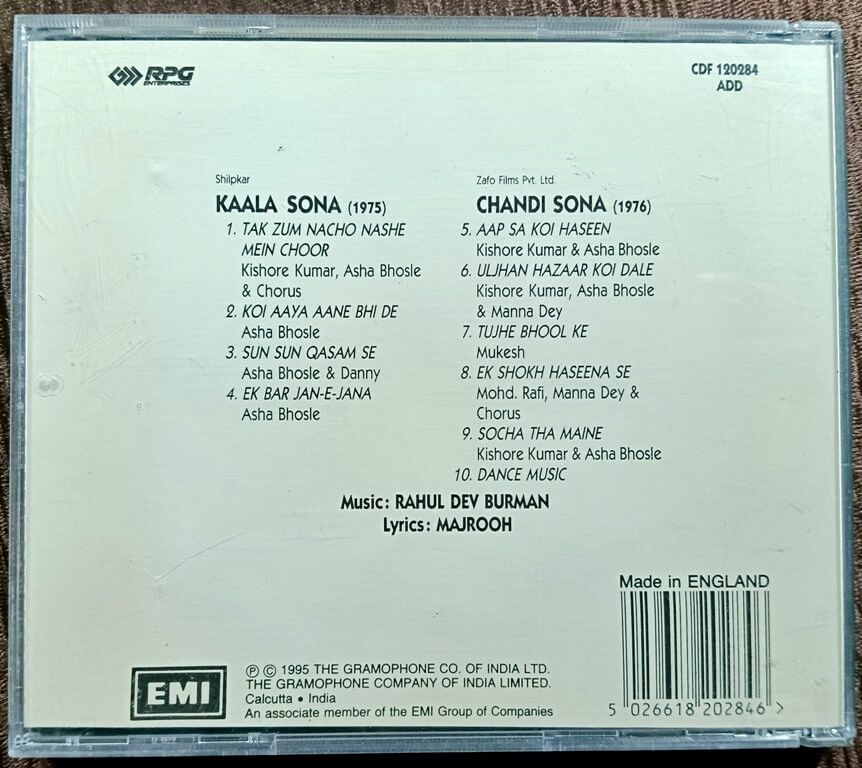 RPG
ENTERPRISES
CDF 120284
ADD
Shilpkar
KAALA SONA (1975)
1. TAK ZUM NACHO NASHE
MEIN CHOOR
Kishore Kumar, Asha Bhosle
& Chorus
2. KOI AAYA AANE BHI DE
Asha Bhosle
3. SUN SUN QASAM SE
Asha Bhosle & Danny
4. EK BAR JAN-E-JANA
Asha Bhosle
Zafo Films Pvt. Ltd.
CHANDI SONA (1976)
5. AAP SA KOI HASEEN
Kishore Kumar & Asha Bhosle
6. ULJHAN HAZAAR KOI DALE
Kishore Kumar, Asha Bhosle
& Manna Dey
7. TUJHE BHOOL KE
Mukesh
8. EK SHOKH HASEENA SE
Mohd. Rafi, Manna Dey &
Chorus
9. SOCHA THA MAINE
Kishore Kumar & Asha Bhosle
10. DANCE MUSIC
Music: RAHUL DEV BURMAN
Lyrics: MAJROOH
Made in ENGLAND
5 026618 202846 >
EMI
℗ © 1995 THE GRAMOPHONE CO. OF INDIA LTD.
THE GRAMOPHONE COMPANY OF INDIA LIMITED.
Calcutta • India
An associate member of the EMI Group of Companies